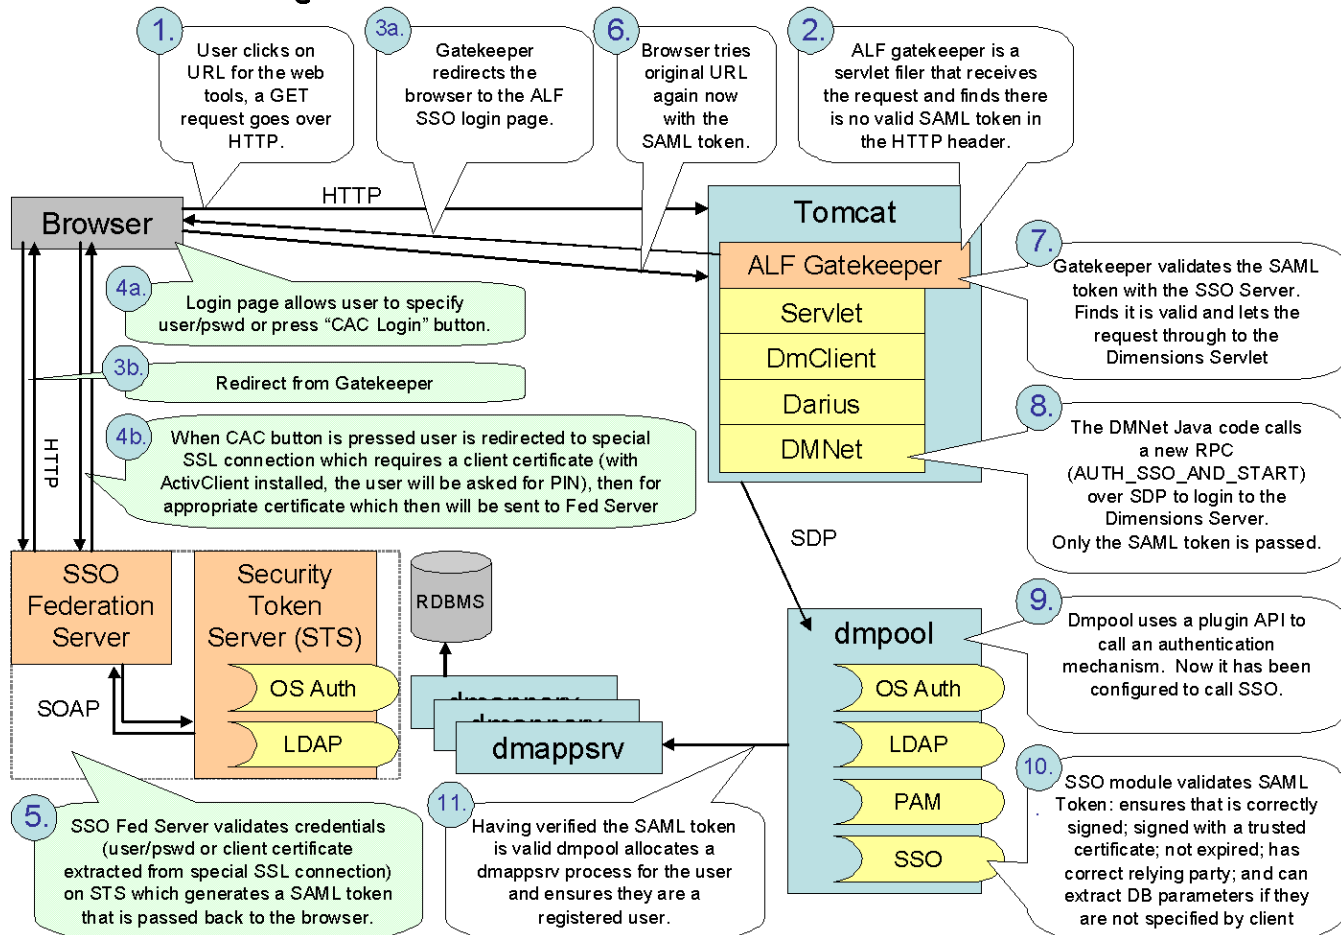 1.
User clicks on
URL for the web
tools, a GET
request goes over
HTTP.
3a.
Gatekeeper
redirects the
browser to the ALF
SSO login page.
6.
Browser tries
original URL
again now
with the
SAML token.
2.
ALF gatekeeper is a
servlet filer that receives
the request and finds there
is no valid SAML token in
the HTTP header.
HTTP
Browser
Tomcat
ALF Gatekeeper
Servlet
DmClient
Darius
DMNet
7.
Gatekeeper validates the SAML
token with the SSO Server.
Finds it is valid and lets the
request through to the
Dimensions Servlet
4a.
Login page allows user to specify
user/pswd or press “CAC Login” button.
3b.
Redirect from Gatekeeper
4b.
When CAC button is pressed user is redirected to special
SSL connection which requires a client certificate (with
ActivClient installed, the user will be asked for PIN), then for
appropriate certificate which then will be sent to Fed Server
HTTP
8.
The DMNet Java code calls
a new RPC
(AUTH_SSO_AND_START)
over SDP to login to the
Dimensions Server.
Only the SAML token is passed.
SDP
SSO
Federation
Server
Security
Token
Server (STS)
OS Auth
LDAP
SOAP
RDBMS
dmappsrv
dmappsrv
dmappsrv
dmpool
OS Auth
LDAP
PAM
SSO
9.
Dmpool uses a plugin API to
call an authentication
mechanism. Now it has been
configured to call SSO.
10.
SSO module validates SAML
Token: ensures that is correctly
signed; signed with a trusted
certificate; not expired; has
correct relying party; and can
extract DB parameters if they
are not specified by client
5.
SSO Fed Server validates credentials
(user/pswd or client certificate
extracted from special SSL connection)
on STS which generates a SAML token
that is passed back to the browser.
11.
Having verified the SAML token
is valid dmpool allocates a
dmappsrv process for the user
and ensures they are a
registered user.